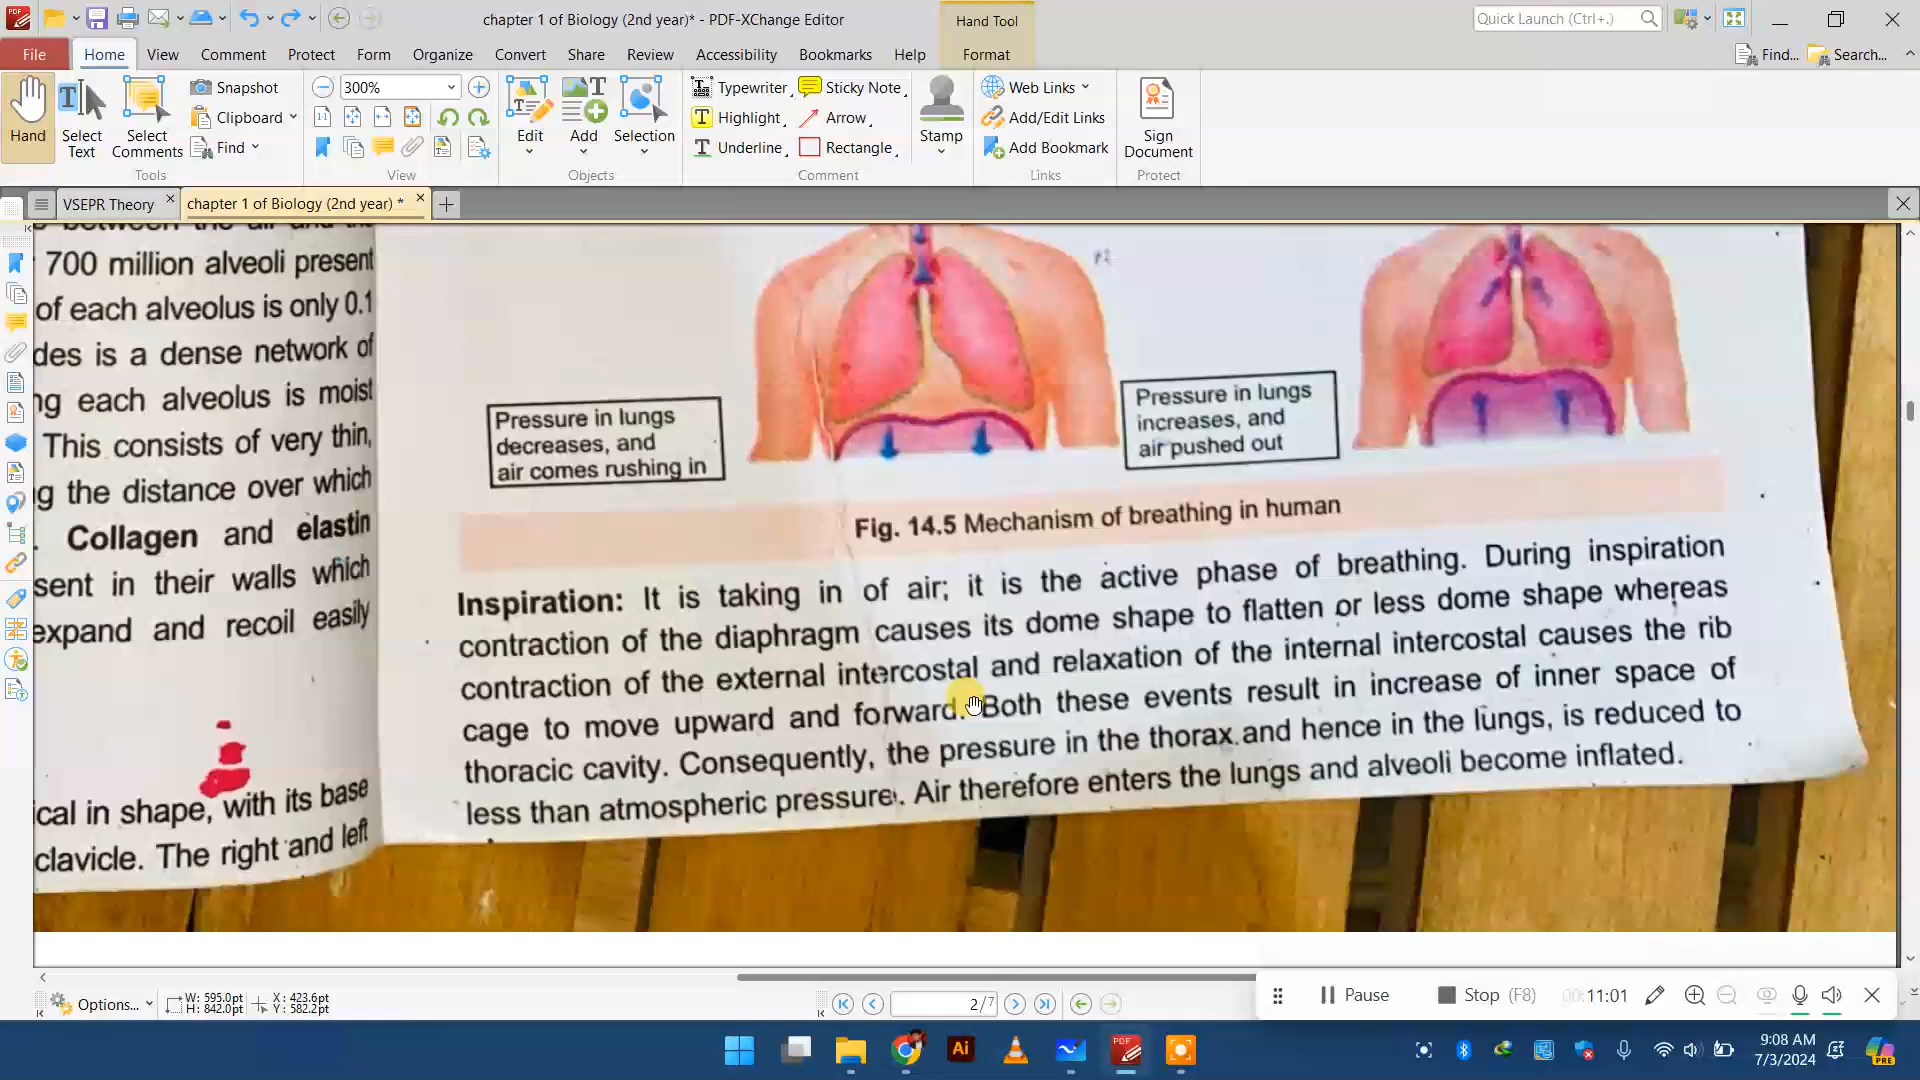 chapter 1 of Biology (2nd year)* - PDF-XChange Editor
Hand Tool
Quick Launch (Ctrl+.)
File
Home
View
Comment
Protect
Form
Organize
Convert
Share
Review
Accessibility
Bookmarks
Help
Format
Find...
Search...
Hand
Select Text
Select Comments
Snapshot
Clipboard
Find
Tools
300%
View
Edit
Add
Selection
Objects
Typewriter
Highlight
Underline
Sticky Note
Arrow
Rectangle
Comment
Stamp
Web Links
Add/Edit Links
Add Bookmark
Links
Sign Document
Protect
VSEPR Theory
chapter 1 of Biology (2nd year) *
700 million alveoli present
of each alveolus is only 0.1
des is a dense network of
ng each alveolus is moist
This consists of very thin,
g the distance over which
. Collagen and elastin
sent in their walls which
expand and recoil easily
cal in shape, with its base
clavicle. The right and left
Pressure in lungs
decreases, and
air comes rushing in
Pressure in lungs
increases, and
air pushed out
Fig. 14.5 Mechanism of breathing in human
Inspiration: It is taking in of air; it is the active phase of breathing. During inspiration
contraction of the diaphragm causes its dome shape to flatten or less dome shape whereas
contraction of the external intercostal and relaxation of the internal intercostal causes the rib
cage to move upward and forward. Both these events result in increase of inner space of
thoracic cavity. Consequently, the pressure in the thorax and hence in the lungs, is reduced to
less than atmospheric pressure. Air therefore enters the lungs and alveoli become inflated.
Options...
W: 595.0pt
H: 842.0pt
X: 423.6pt
Y: 582.2pt
2 / 7
Pause
Stop (F8)
00:11:01
9:08 AM
7/3/2024